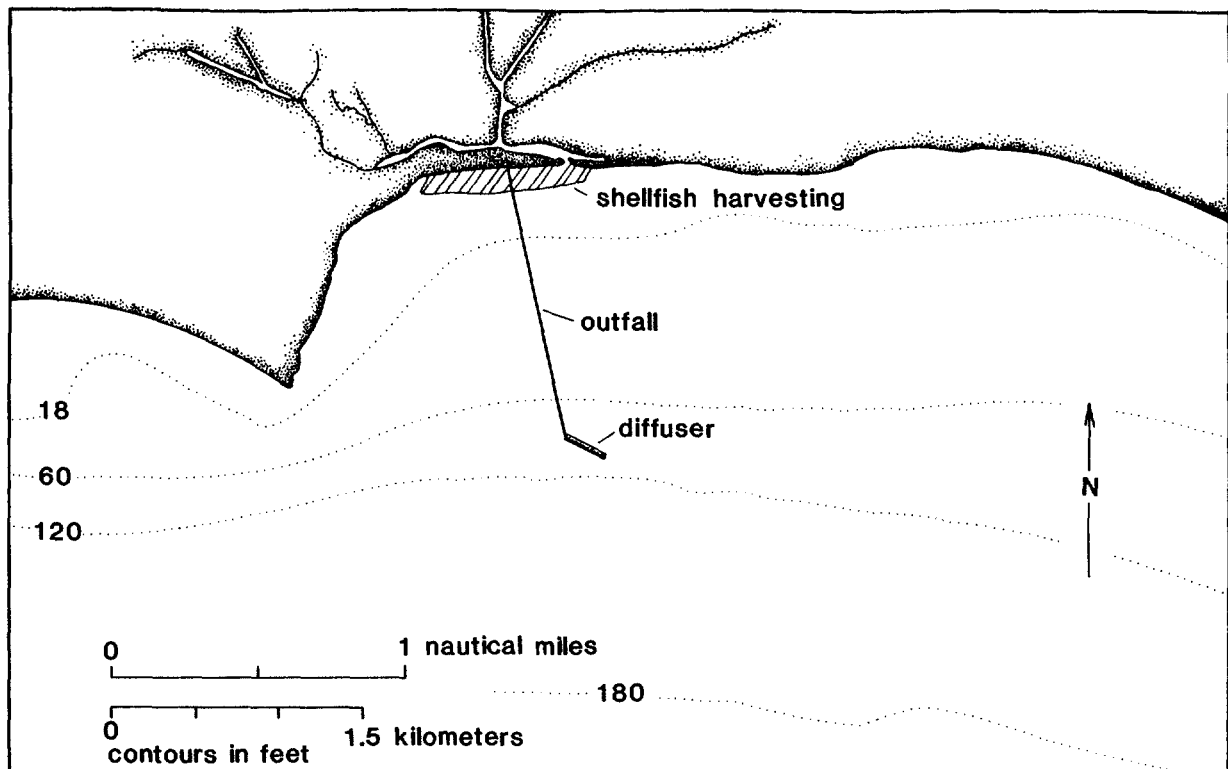 shellfish harvesting
outfall
18
diffuser
60
N
120
0 1 nautical miles
180
0 1.5 kilometers
contours in feet